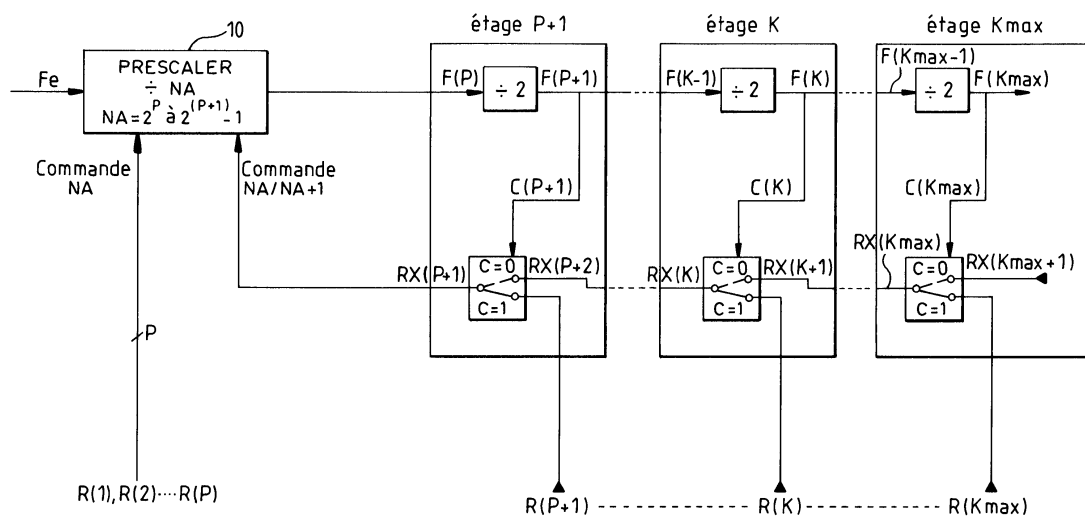 10
étage P+1
étage K
étage Kmax
PRESCALER
÷ NA
NA=2^P à 2^(P+1)-1
Fe
F(P)
÷ 2
F(P+1)
F(K-1)
÷ 2
F(K)
F(Kmax-1)
÷ 2
F(Kmax)
Commande
NA
Commande
NA/NA+1
C(P+1)
C(K)
C(Kmax)
RX(P+1)
C=0
C=1
RX(P+2)
RX(K)
C=0
C=1
RX(K+1)
RX(Kmax)
C=0
C=1
RX(Kmax+1)
P
R(1),R(2)----R(P)
R(P+1) ---------- R(K) ---------- R(Kmax)